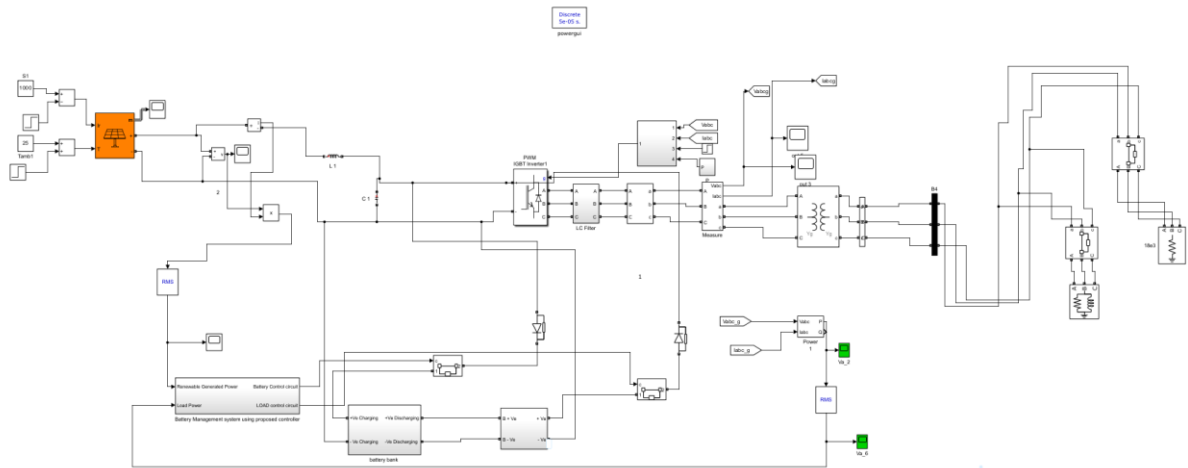 Discrete
5e-05 s.
powergui
S1
1000
25
Tamb1
2
L 1
C 1
RMS
PWM
IGBT Inverter1
LC Filter
Vabc
Iabc
Measure
Vabcg
Iabcg
B4
1
Vabc_g
Iabc_g
Vabc
Iabc
Power
1
Va_2
RMS
Va_6
Renewable Generated Power
Load Power
Battery Control circuit
LOAD control circuit
Battery Management system using proposed controller
+Va Charging
-Va Charging
+Va Discharging
-Va Discharging
battery bank
B + Va
B - Va
+ Va
- Va